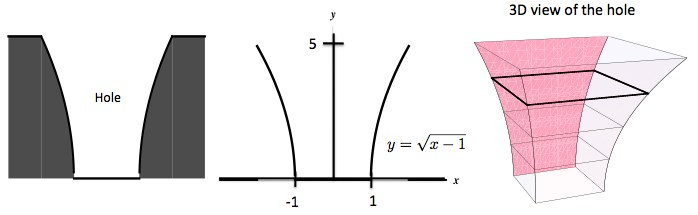 3D view of the hole
y
5
Hole
y = √(x − 1)
x
-1
1